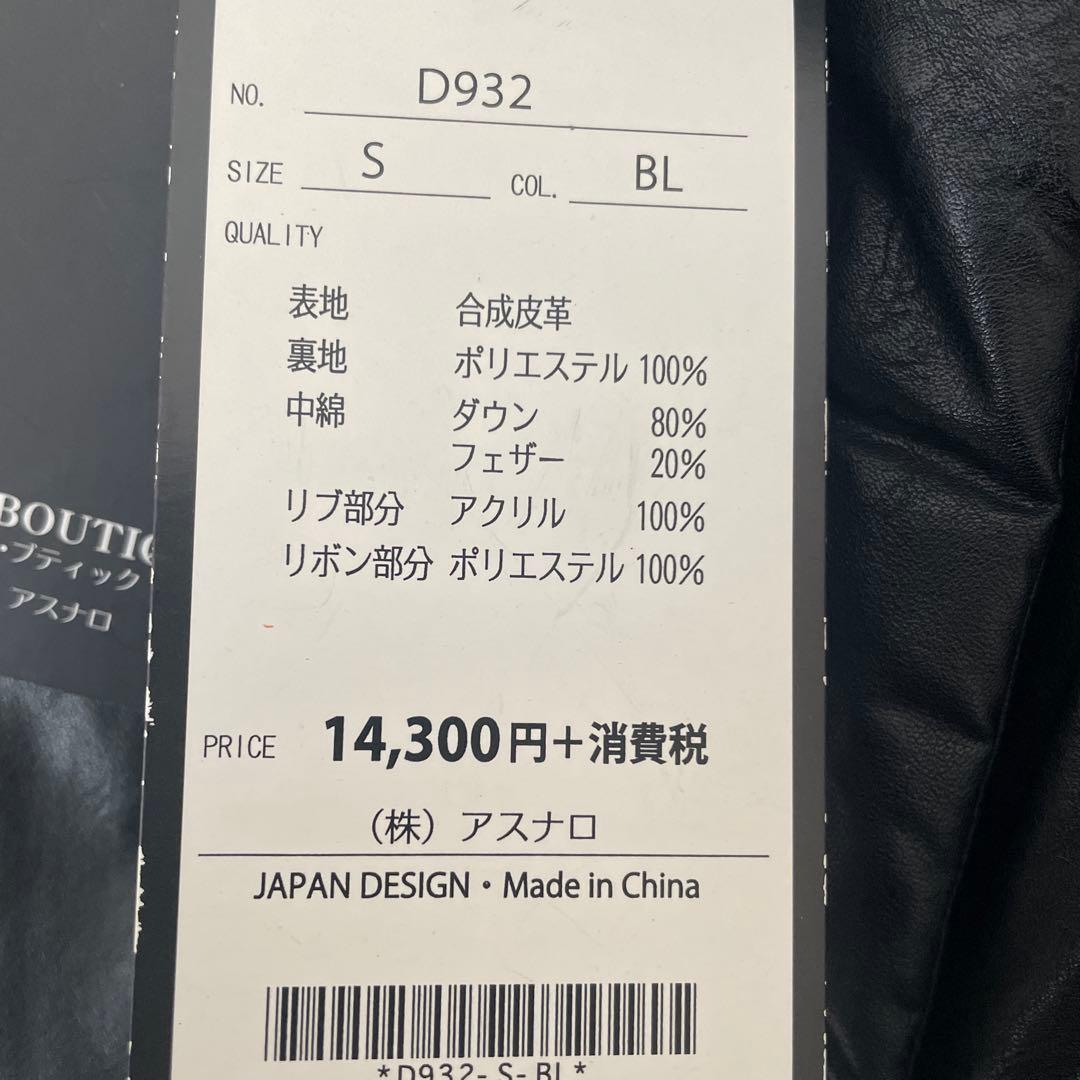 NO. D932
SIZE S COL. BL
QUALITY
表地 合成皮革
裏地 ポリエステル 100%
中綿 ダウン 80%
フェザー 20%
リブ部分 アクリル 100%
リボン部分 ポリエステル 100%
PRICE 14,300円+消費税
(株)アスナロ
JAPAN DESIGN・Made in China
*D932-S-BL*
・ブティック
アスナロ